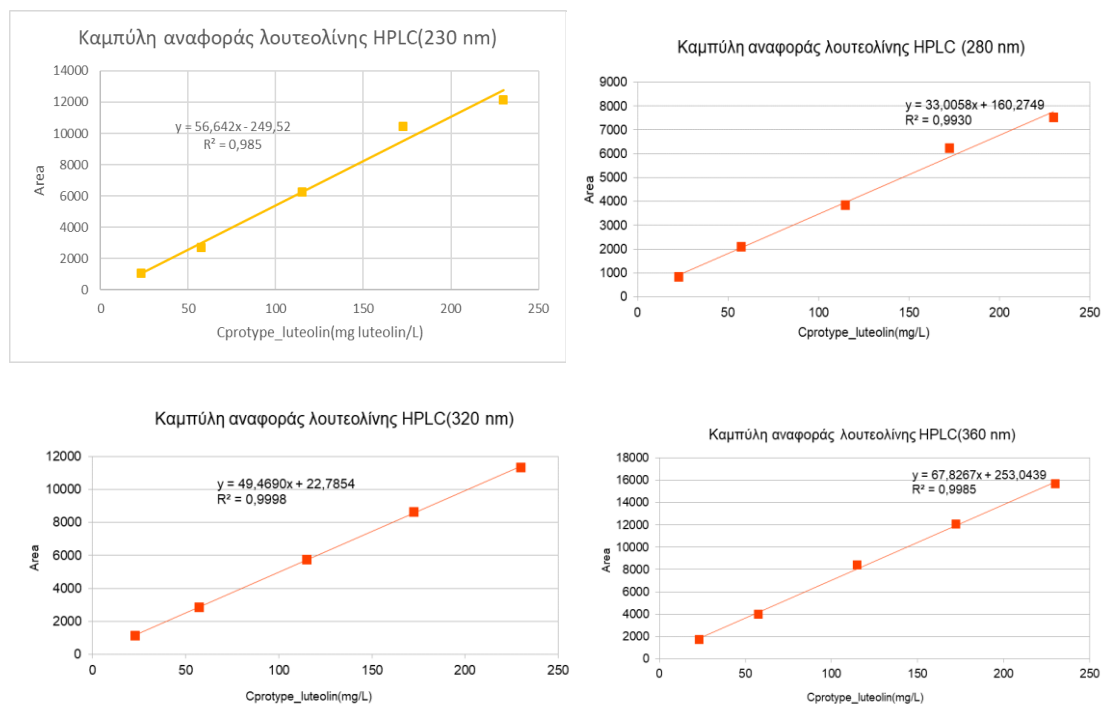 Καμπύλη αναφοράς λουτεολίνης HPLC(230 nm)
14000
12000
10000
8000
6000
4000
2000
0
Area
y = 56,642x - 249,52
R² = 0,985
0 50 100 150 200 250
Cprotype_luteolin(mg luteolin/L)
Καμπύλη αναφοράς λουτεολίνης HPLC (280 nm)
9000
8000
7000
6000
5000
4000
3000
2000
1000
0
Area
y = 33,0058x + 160,2749
R² = 0,9930
0 50 100 150 200 250
Cprotype_luteolin(mg/L)
Καμπύλη αναφοράς λουτεολίνης HPLC(320 nm)
12000
10000
8000
6000
4000
2000
0
Area
y = 49,4690x + 22,7854
R² = 0,9998
0 50 100 150 200 250
Cprotype_luteolin(mg/L)
Καμπύλη αναφοράς λουτεολίνης HPLC(360 nm)
18000
16000
14000
12000
10000
8000
6000
4000
2000
0
Area
y = 67,8267x + 253,0439
R² = 0,9985
0 50 100 150 200 250
Cprotype_luteolin(mg/L)